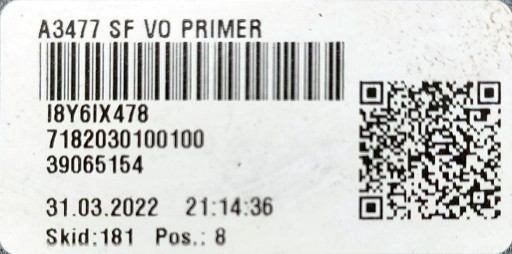 A3477 SF VO PRIMER
I8Y6IX478
7182030100100
39065154
31.03.2022 21:14:36
Skid:181 Pos.: 8